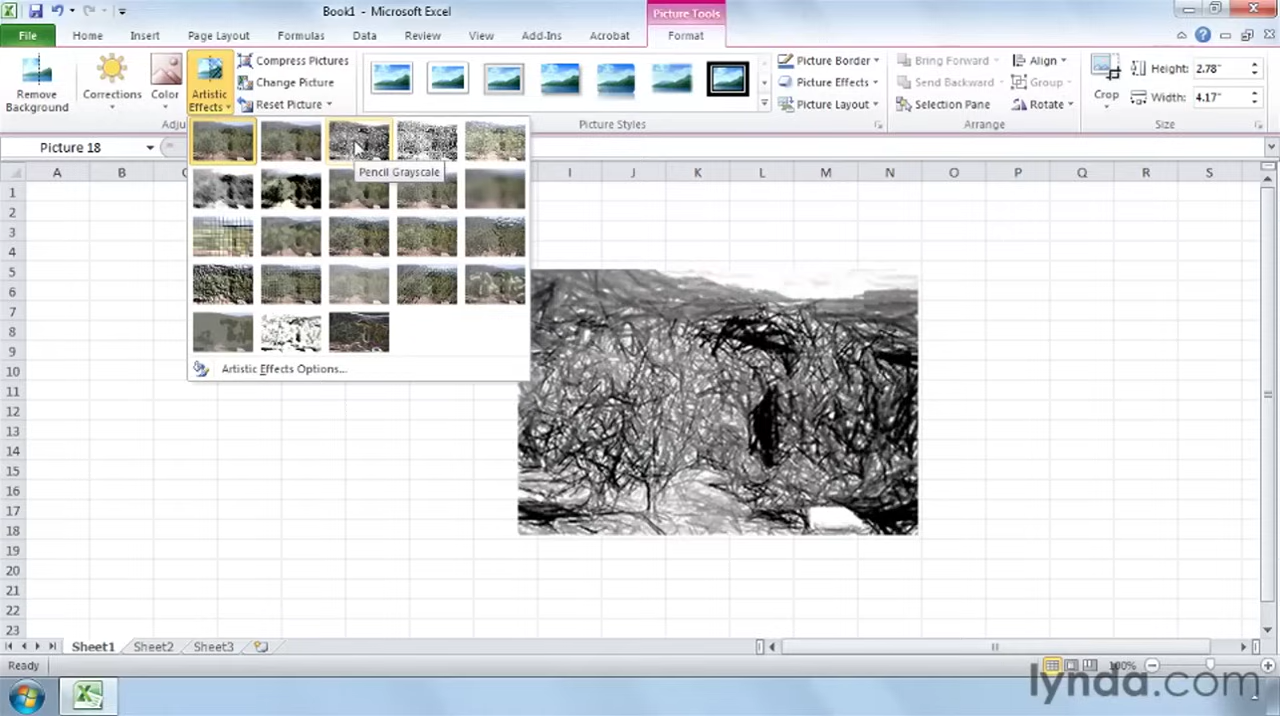 Book1 - Microsoft Excel
Picture Tools
File Home Insert Page Layout Formulas Data Review View Add-Ins Acrobat Format
Remove Background
Corrections
Color
Artistic Effects
Compress Pictures
Change Picture
Reset Picture
Picture Border
Picture Effects
Picture Layout
Bring Forward
Send Backward
Selection Pane
Align
Group
Rotate
Crop
Height: 2.78"
Width: 4.17"
Adju
Picture Styles
Arrange
Size
Picture 18
Pencil Grayscale
A B C I J K L M N O P Q R S
1
2
3
4
5
6
7
8
9
10
11
12
13
14
15
16
17
18
19
20
21
22
23
Artistic Effects Options...
Sheet1 Sheet2 Sheet3
Ready
100%
lynda.com